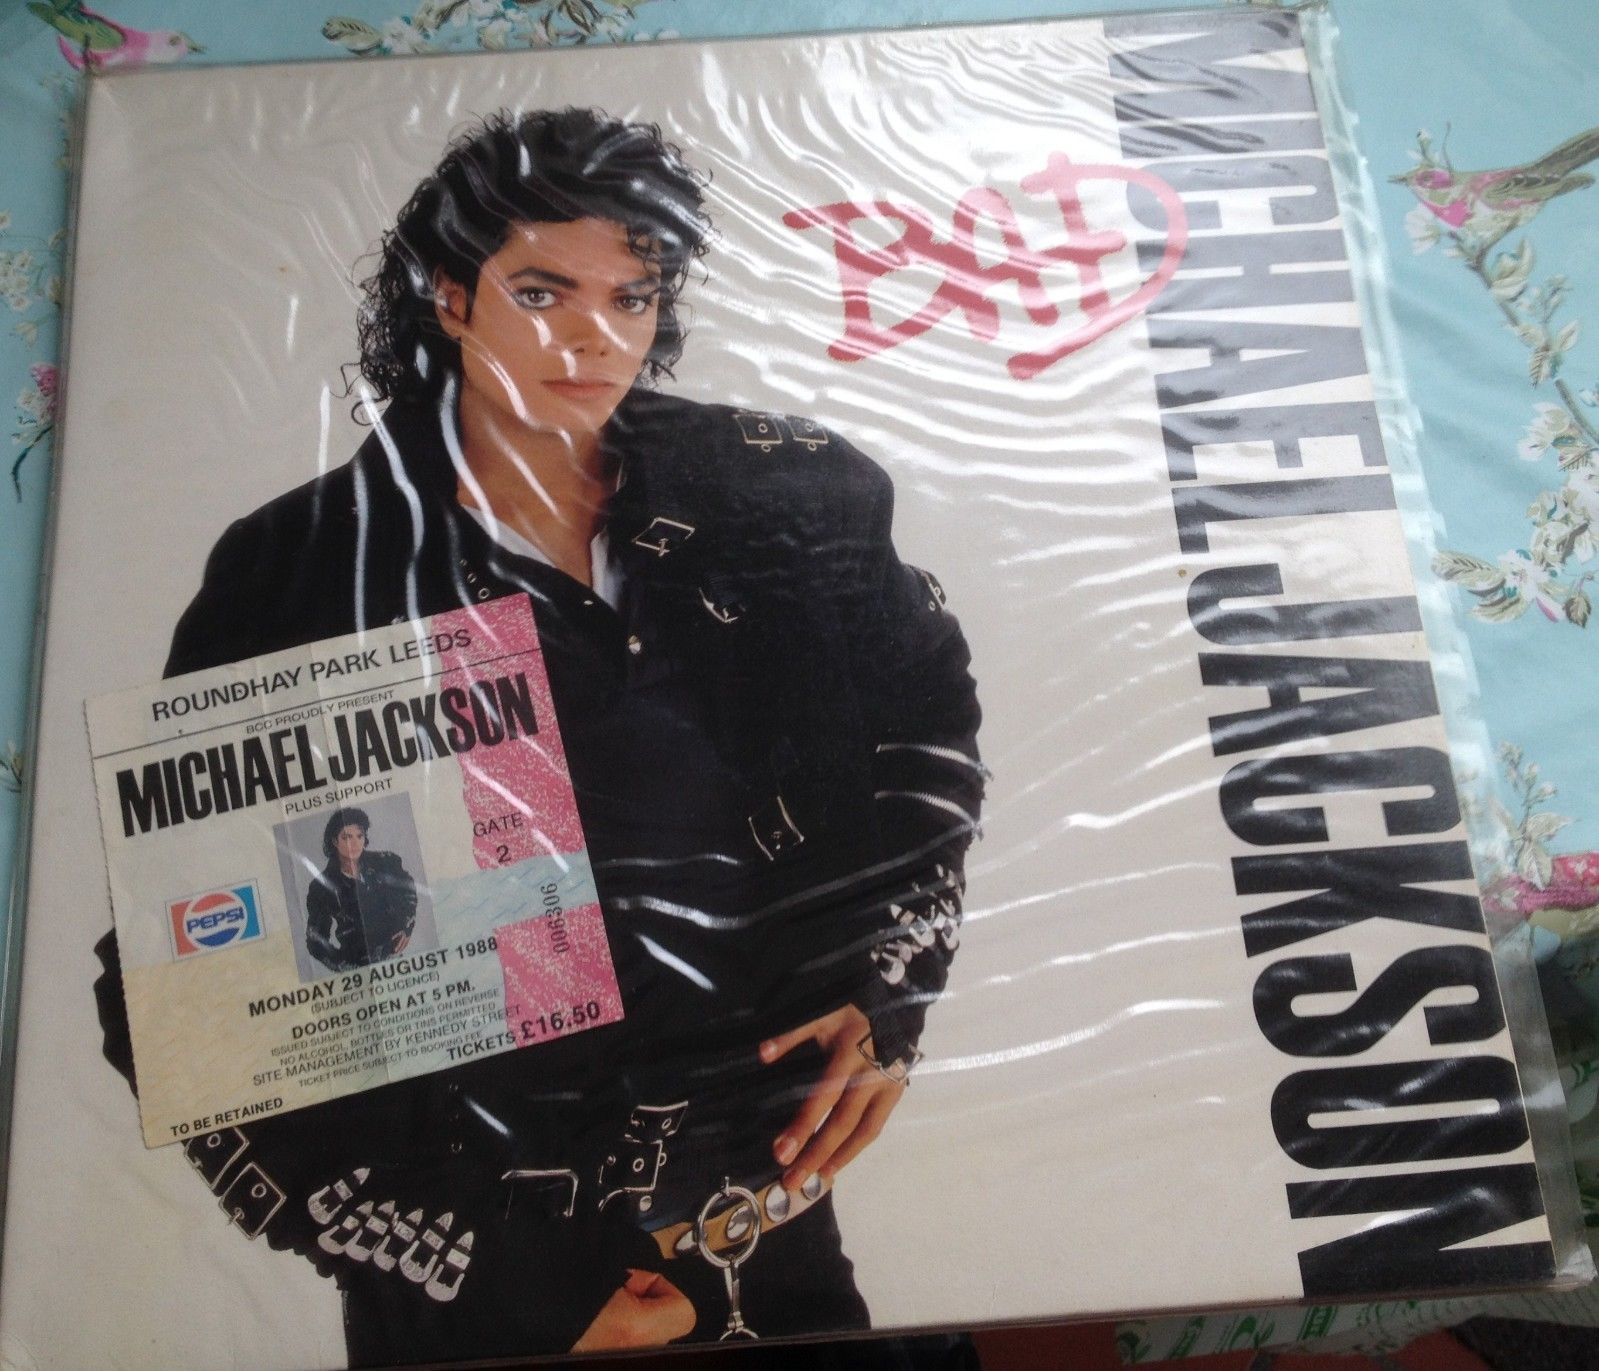 BAD
MICHAEL JACKSON
ROUNDHAY PARK LEEDS
BCC PROUDLY PRESENT
MICHAEL JACKSON
PLUS SUPPORT
GATE
2
006306
PEPSI
MONDAY 29 AUGUST 1988
(SUBJECT TO LICENCE)
DOORS OPEN AT 5 PM.
ISSUED SUBJECT TO CONDITIONS ON REVERSE
NO ALCOHOL, BOTTLES OR TINS PERMITTED
SITE MANAGEMENT BY KENNEDY STREET
TICKET PRICE SUBJECT TO BOOKING FEE
TICKETS £16.50
TO BE RETAINED